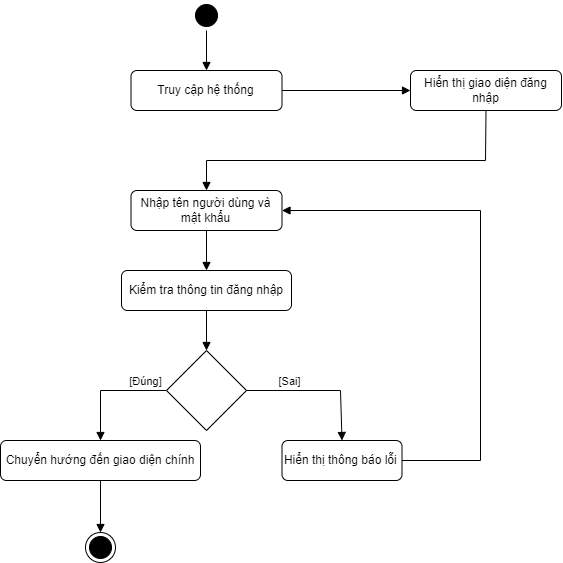 Truy cập hệ thống
Hiển thị giao diện đăng
nhập
Nhập tên người dùng và
mật khẩu
Kiểm tra thông tin đăng nhập
[Đúng]
[Sai]
Chuyển hướng đến giao diện chính
Hiển thị thông báo lỗi